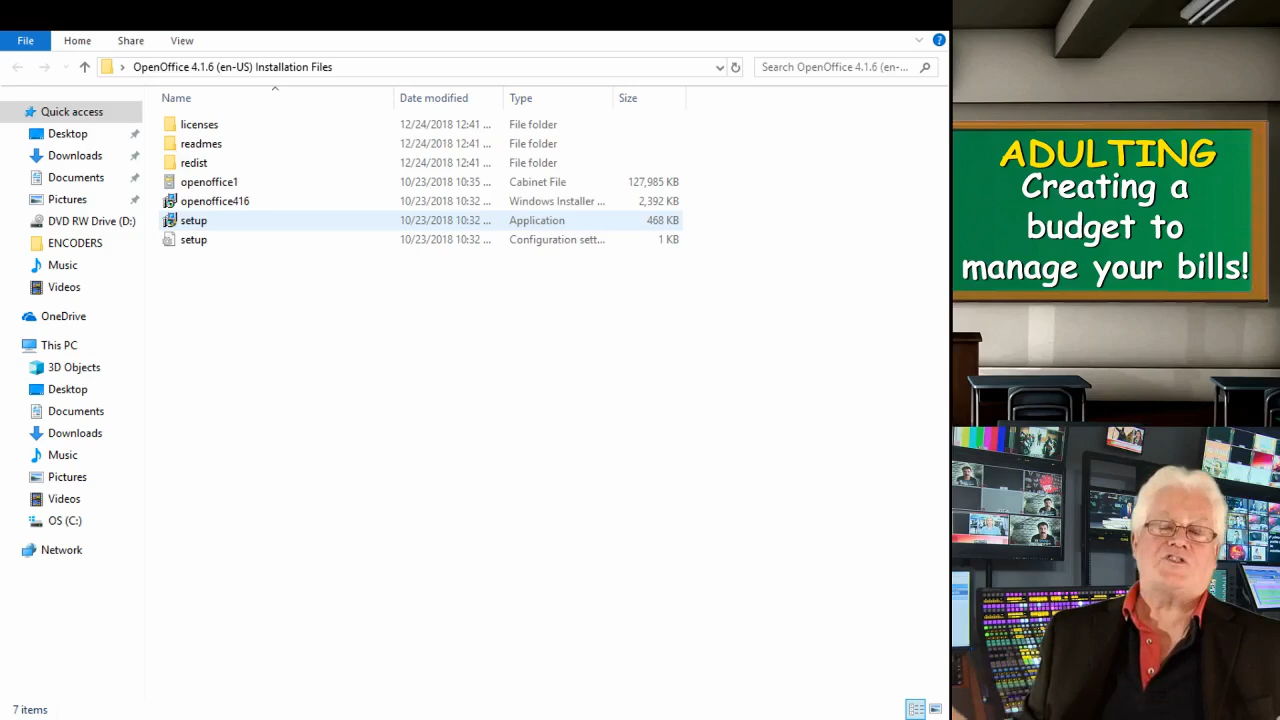 File Home Share View
OpenOffice 4.1.6 (en-US) Installation Files
Search OpenOffice 4.1.6 (en-...
Name Date modified Type Size
Quick access
Desktop
Downloads
Documents
Pictures
DVD RW Drive (D:)
ENCODERS
Music
Videos
OneDrive
This PC
3D Objects
Desktop
Documents
Downloads
Music
Pictures
Videos
OS (C:)
Network
licenses 12/24/2018 12:41 ... File folder
readmes 12/24/2018 12:41 ... File folder
redist 12/24/2018 12:41 ... File folder
openoffice1 10/23/2018 10:35 ... Cabinet File 127,985 KB
openoffice416 10/23/2018 10:32 ... Windows Installer ... 2,392 KB
setup 10/23/2018 10:32 ... Application 468 KB
setup 10/23/2018 10:32 ... Configuration sett... 1 KB
7 items
ADULTING
Creating a
budget to
manage your bills!